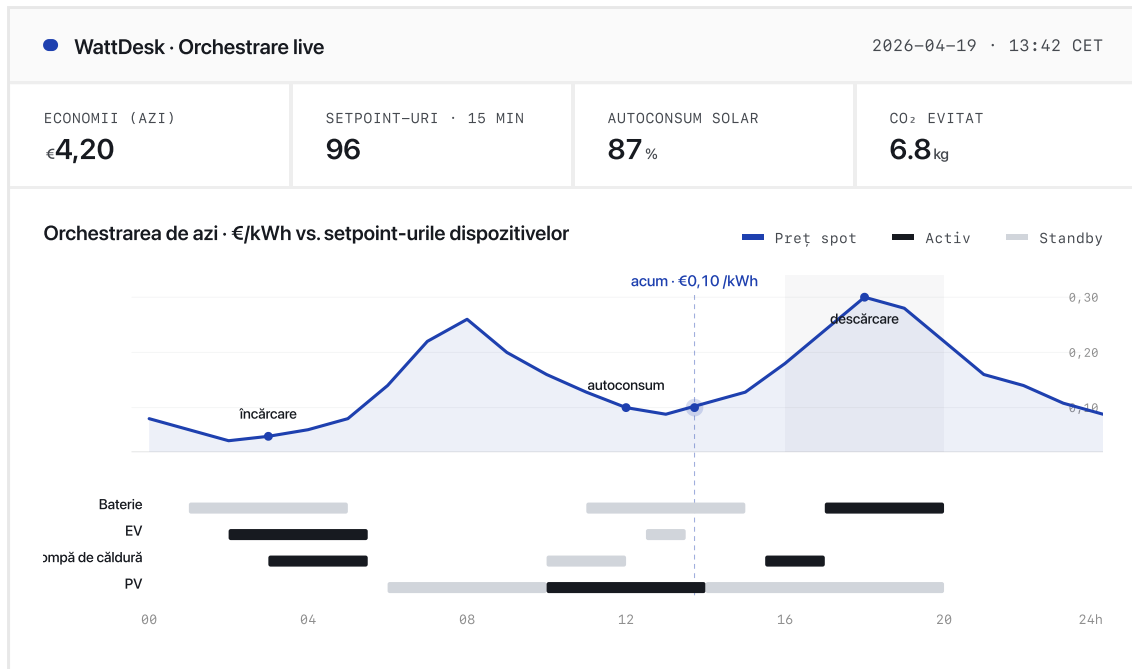 WattDesk · Orchestrare live
2026–04–19 · 13:42 CET
ECONOMII (AZI)
€4,20
SETPOINT–URI · 15 MIN
96
AUTOCONSUM SOLAR
87 %
CO₂ EVITAT
6.8 kg
Orchestrarea de azi · €/kWh vs. setpoint-urile dispozitivelor
Preț spot
Activ
Standby
acum · €0,10 /kWh
0,30
descărcare
0,20
autoconsum
0,10
încărcare
Baterie
EV
ompă de căldură
PV
00 04 08 12 16 20 24h